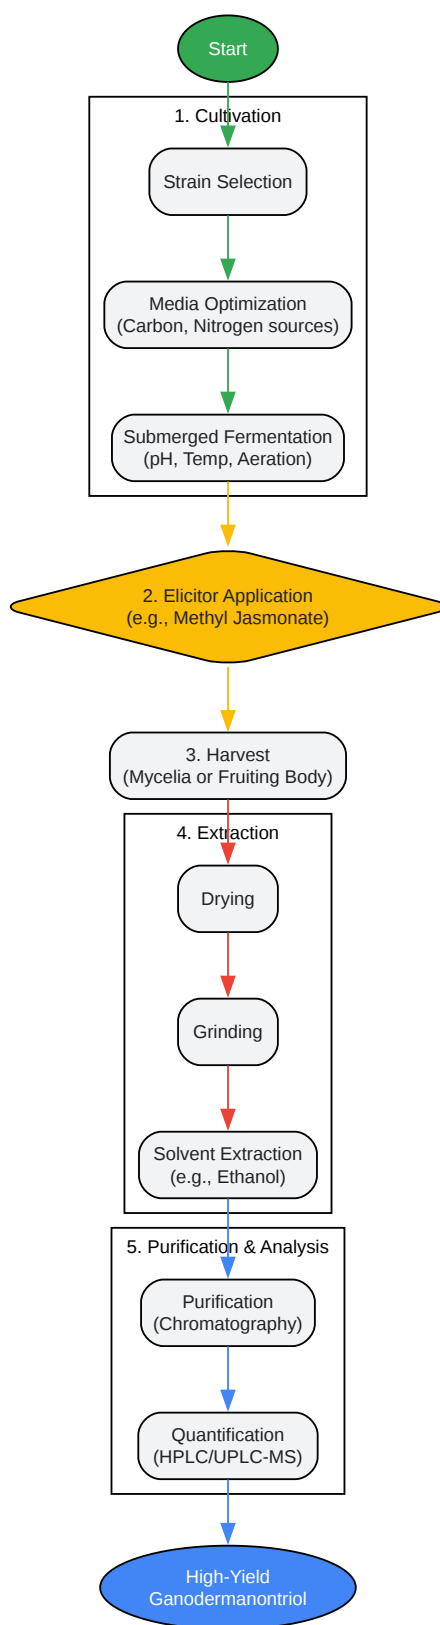 Start
1. Cultivation
Strain Selection
Media Optimization
(Carbon, Nitrogen sources)
Submerged Fermentation
(pH, Temp, Aeration)
2. Elicitor Application
(e.g., Methyl Jasmonate)
3. Harvest
(Mycelia or Fruiting Body)
4. Extraction
Drying
Grinding
Solvent Extraction
(e.g., Ethanol)
5. Purification & Analysis
Purification
(Chromatography)
Quantification
(HPLC/UPLC-MS)
High-Yield
Ganodermanontriol